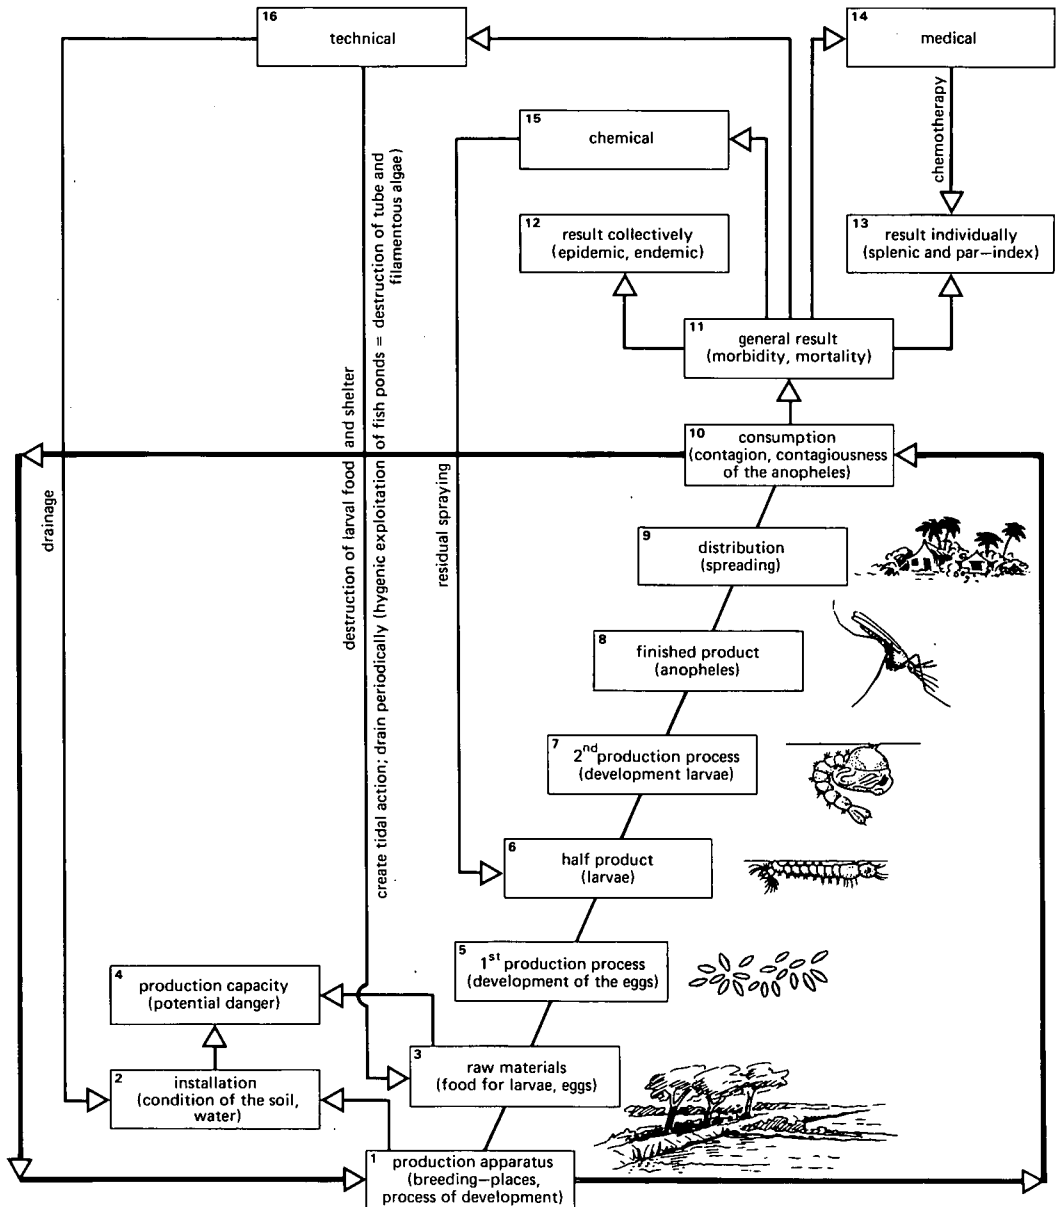 16
technical
14
medical
chemotherapy
15
chemical
12
result collectively
(epidemic, endemic)
13
result individually
(splenic and par—index)
11
general result
(morbidity, mortality)
10
consumption
(contagion, contagiousness
of the anopheles)
drainage
destruction of larval food and shelter
create tidal action; drain periodically (hygenic exploitation of fish ponds = destruction of tube and
filamentous algae)
residual spraying
9
distribution
(spreading)
8
finished product
(anopheles)
7
2nd production process
(development larvae)
6
half product
(larvae)
5
1st production process
(development of the eggs)
4
production capacity
(potential danger)
3
raw materials
(food for larvae, eggs)
2
installation
(condition of the soil,
water)
1
production apparatus
(breeding—places,
process of development)